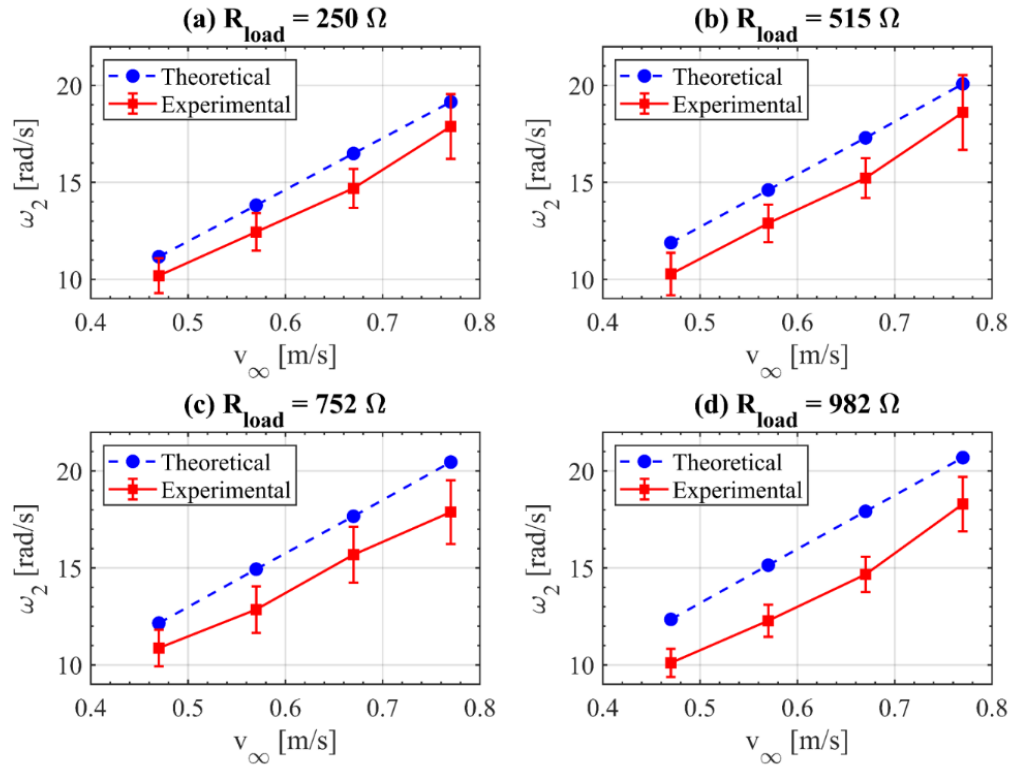 (a) R_load = 250 Ω
20
15
10
ω_2 [rad/s]
Theoretical
Experimental
0.4 0.5 0.6 0.7 0.8
v_∞ [m/s]
(b) R_load = 515 Ω
20
15
10
ω_2 [rad/s]
Theoretical
Experimental
0.4 0.5 0.6 0.7 0.8
v_∞ [m/s]
(c) R_load = 752 Ω
20
15
10
ω_2 [rad/s]
Theoretical
Experimental
0.4 0.5 0.6 0.7 0.8
v_∞ [m/s]
(d) R_load = 982 Ω
20
15
10
ω_2 [rad/s]
Theoretical
Experimental
0.4 0.5 0.6 0.7 0.8
v_∞ [m/s]